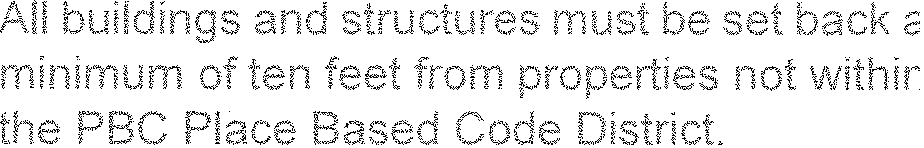 All buildings and structures must be set back a
minimum of ten feet from properties not within
the PBC Place Based Code District.